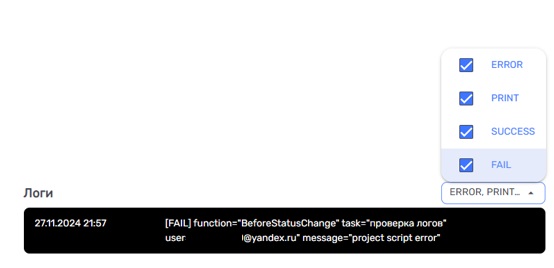 ERROR
PRINT
SUCCESS
FAIL
Логи
ERROR, PRINT...
27.11.2024 21:57
[FAIL] function="BeforeStatusChange" task="проверка логов"
user @yandex.ru" message="project script error"